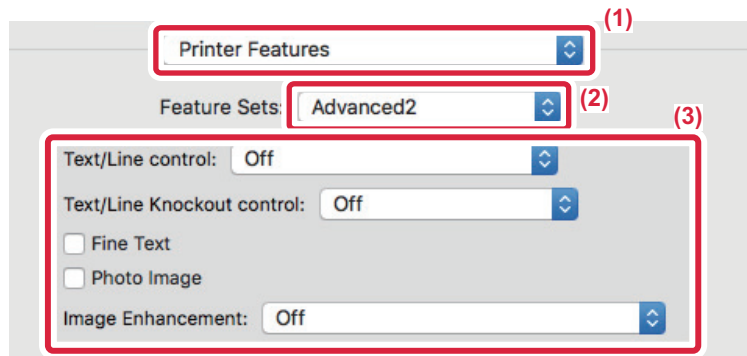 (1)
Printer Features
Feature Sets: Advanced2 (2)
(3)
Text/Line control: Off
Text/Line Knockout control: Off
Fine Text
Photo Image
Image Enhancement: Off